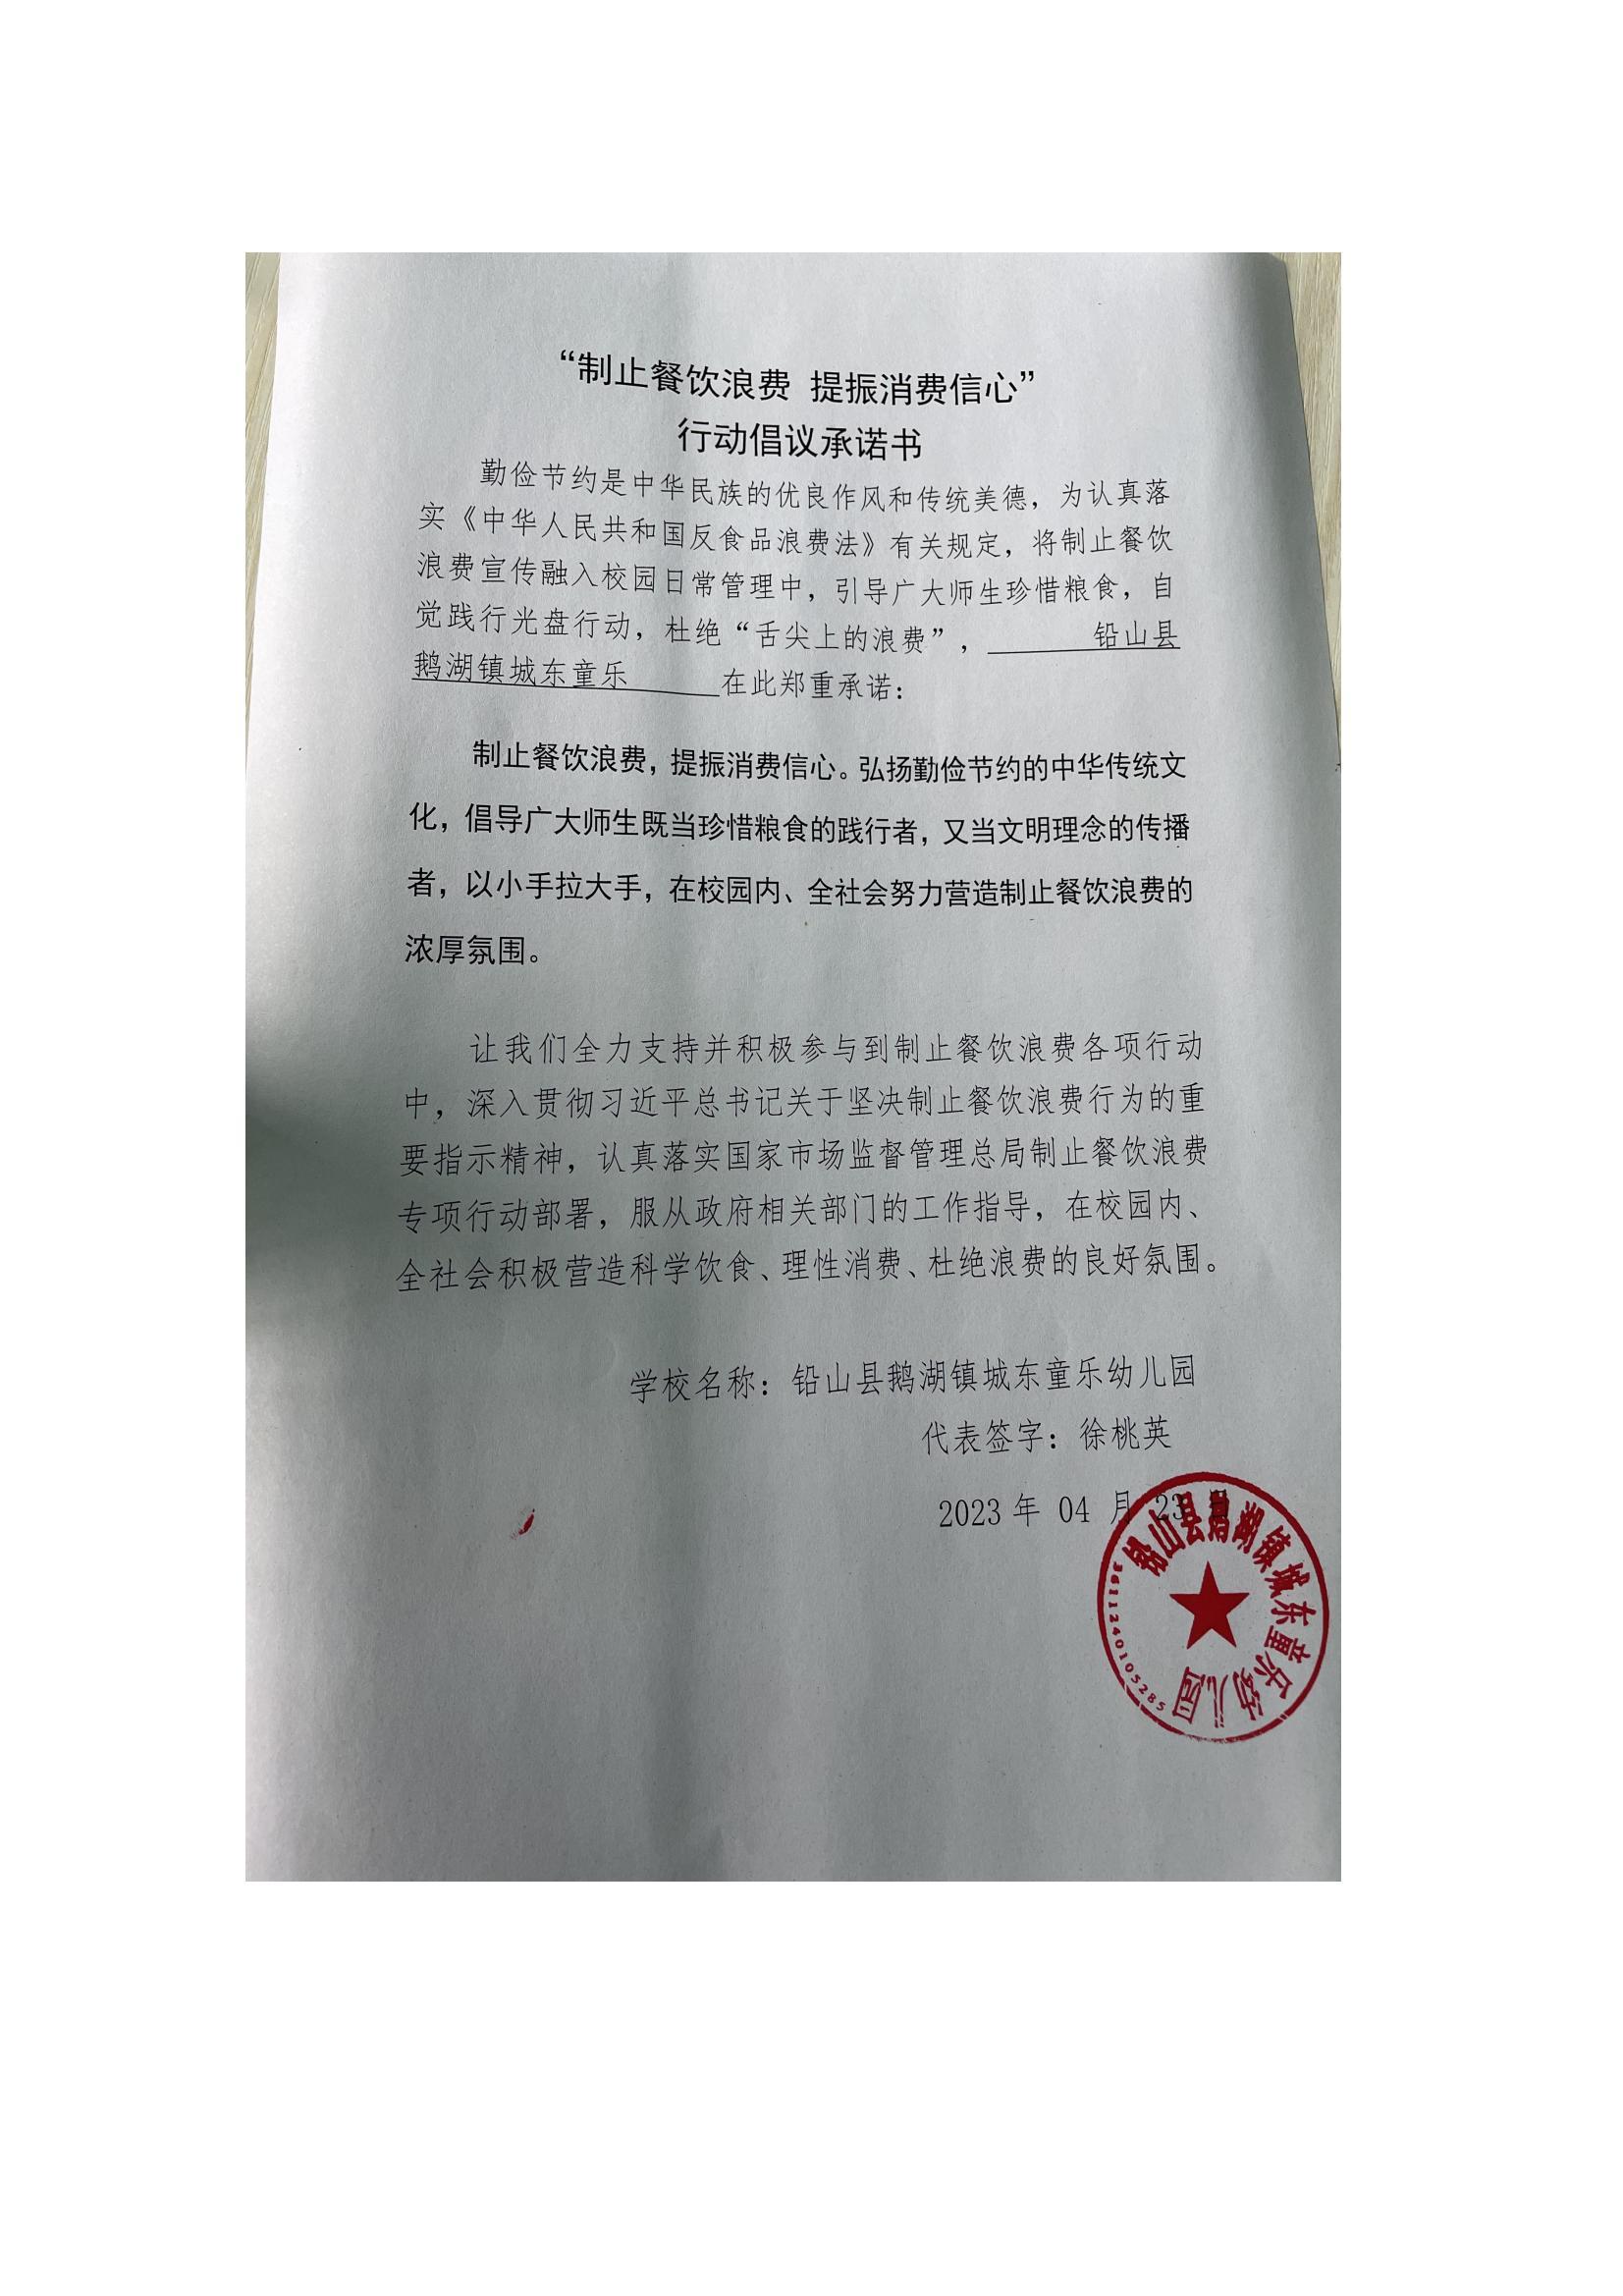 “制止餐饮浪费 提振消费信心”
行动倡议承诺书
勤俭节约是中华民族的优良作风和传统美德，为认真落
实《中华人民共和国反食品浪费法》有关规定，将制止餐饮
浪费宣传融入校园日常管理中，引导广大师生珍惜粮食，自
觉践行光盘行动，杜绝“舌尖上的浪费”，铅山县
鹅湖镇城东童乐 在此郑重承诺：
制止餐饮浪费，提振消费信心。弘扬勤俭节约的中华传统文
化，倡导广大师生既当珍惜粮食的践行者，又当文明理念的传播
者，以小手拉大手，在校园内、全社会努力营造制止餐饮浪费的
浓厚氛围。
让我们全力支持并积极参与到制止餐饮浪费各项行动
中，深入贯彻习近平总书记关于坚决制止餐饮浪费行为的重
要指示精神，认真落实国家市场监督管理总局制止餐饮浪费
专项行动部署，服从政府相关部门的工作指导，在校园内、
全社会积极营造科学饮食、理性消费、杜绝浪费的良好氛围。
学校名称：铅山县鹅湖镇城东童乐幼儿园
代表签字：徐桃英
2023 年 04 月 23 日
铅山县鹅湖镇城东童乐幼儿园
3611240105285